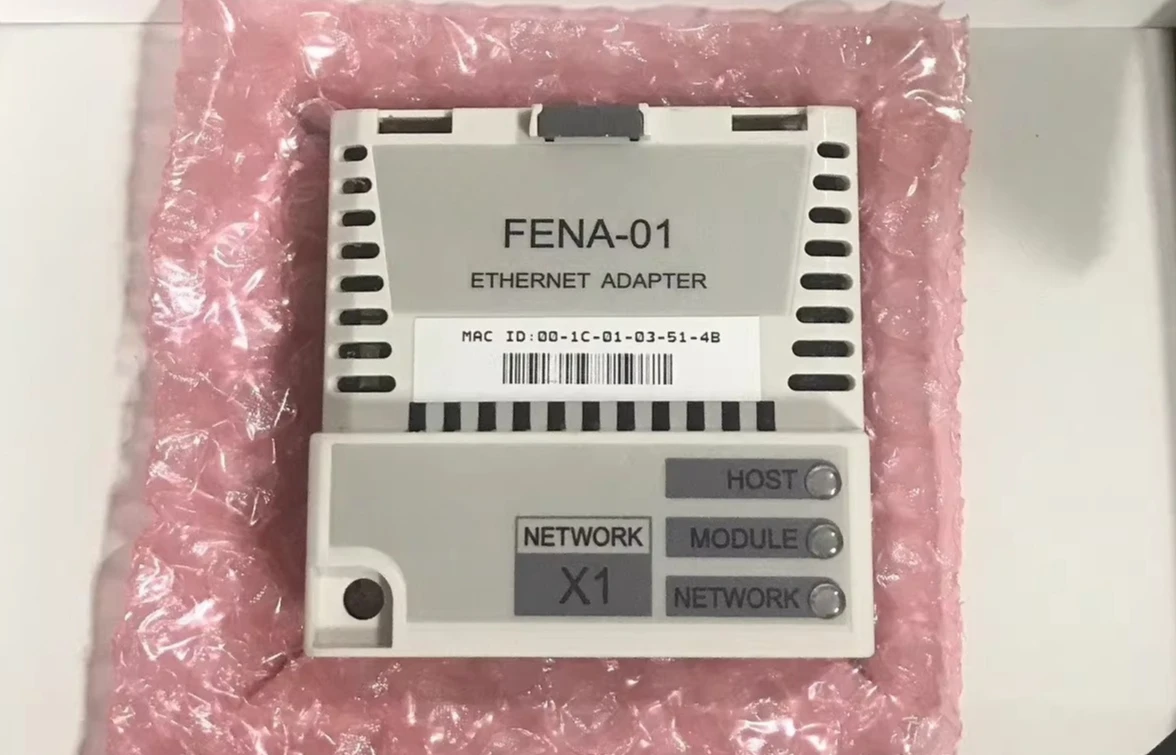 FENA-01
ETHERNET ADAPTER
MAC ID:00-1C-01-03-51-4B
HOST
NETWORK
MODULE
X1
NETWORK